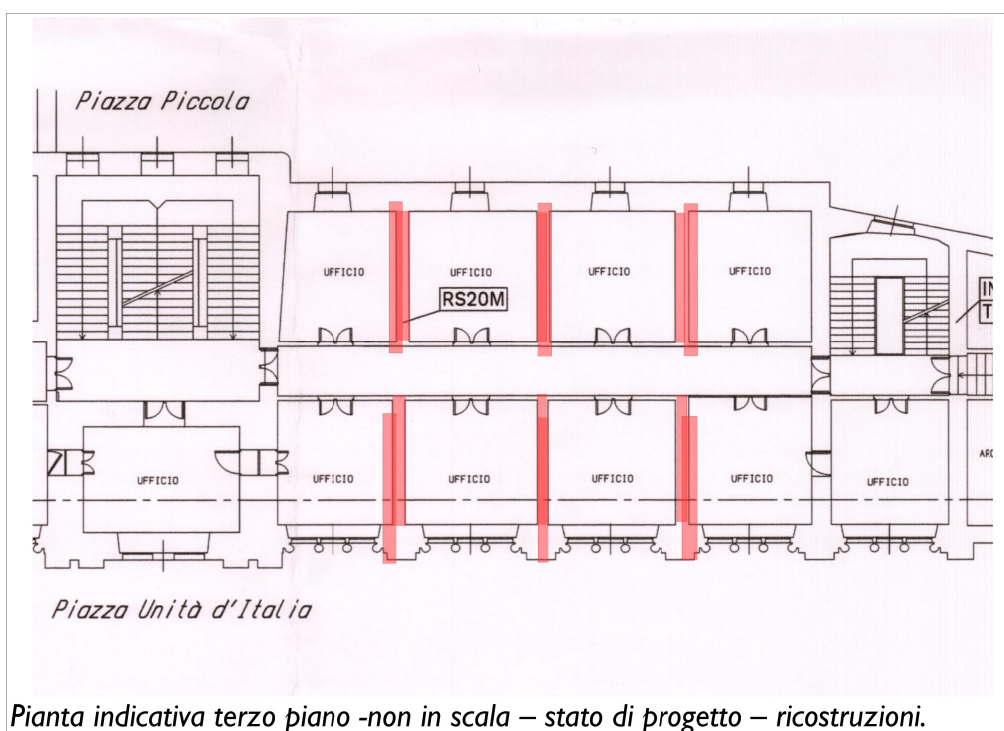 Piazza Piccola
UFFICIO
UFFICIO
UFFICIO
UFFICIO
RS20M
UFFICIO
UFFICIO
UFFICIO
UFFICIO
UFFICIO
UFFICIO
Piazza Unità d'Italia
Pianta indicativa terzo piano -non in scala – stato di progetto – ricostruzioni.